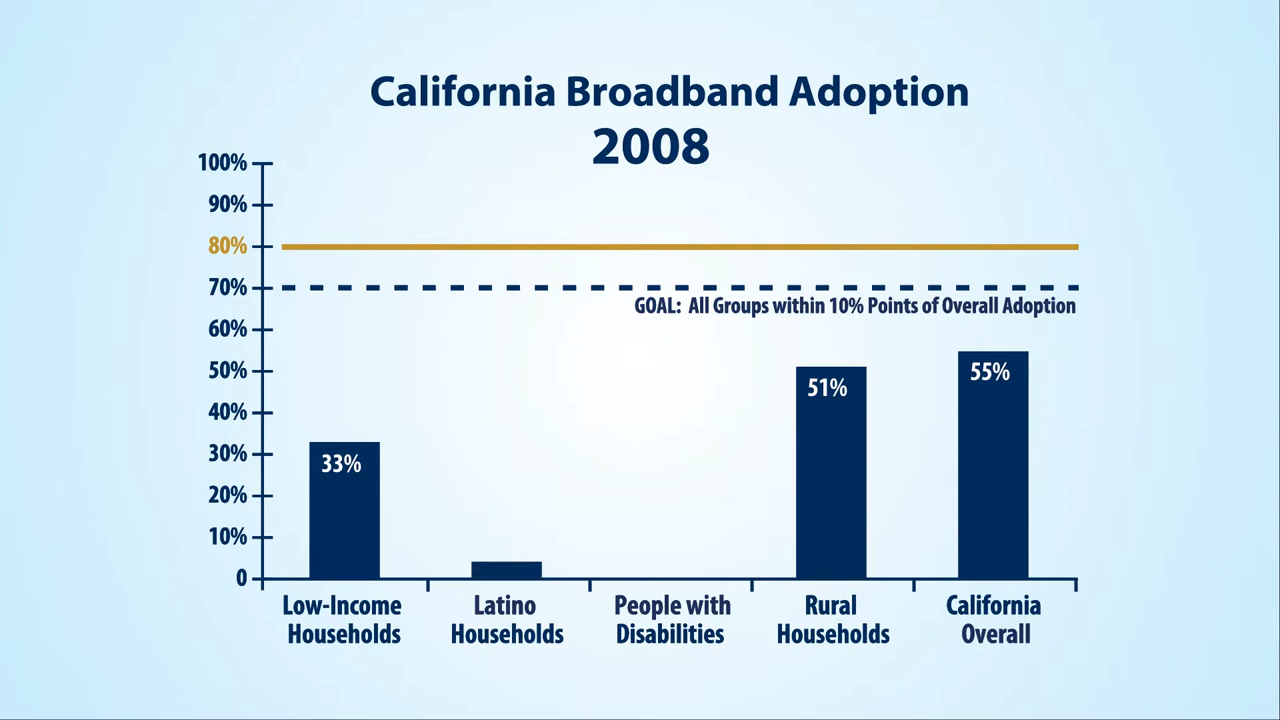 California Broadband Adoption
2008
100%
90%
80%
70%
GOAL: All Groups within 10% Points of Overall Adoption
60%
50%
40%
30%
20%
10%
0
33%
51%
55%
Low-Income
Households
Latino
Households
People with
Disabilities
Rural
Households
California
Overall